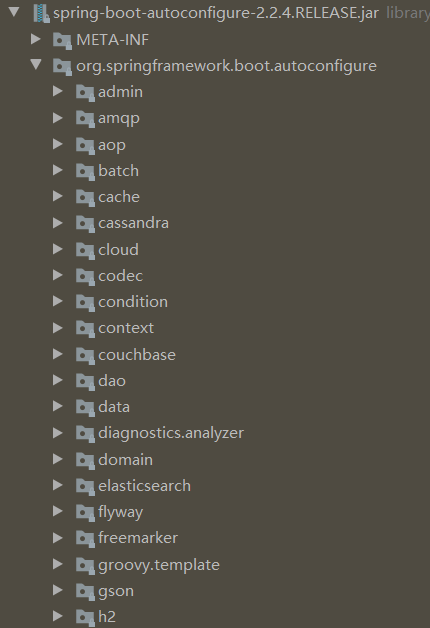 spring-boot-autoconfigure-2.2.4.RELEASE.jar library
META-INF
org.springframework.boot.autoconfigure
admin
amqp
aop
batch
cache
cassandra
cloud
codec
condition
context
couchbase
dao
data
diagnostics.analyzer
domain
elasticsearch
flyway
freemarker
groovy.template
gson
h2